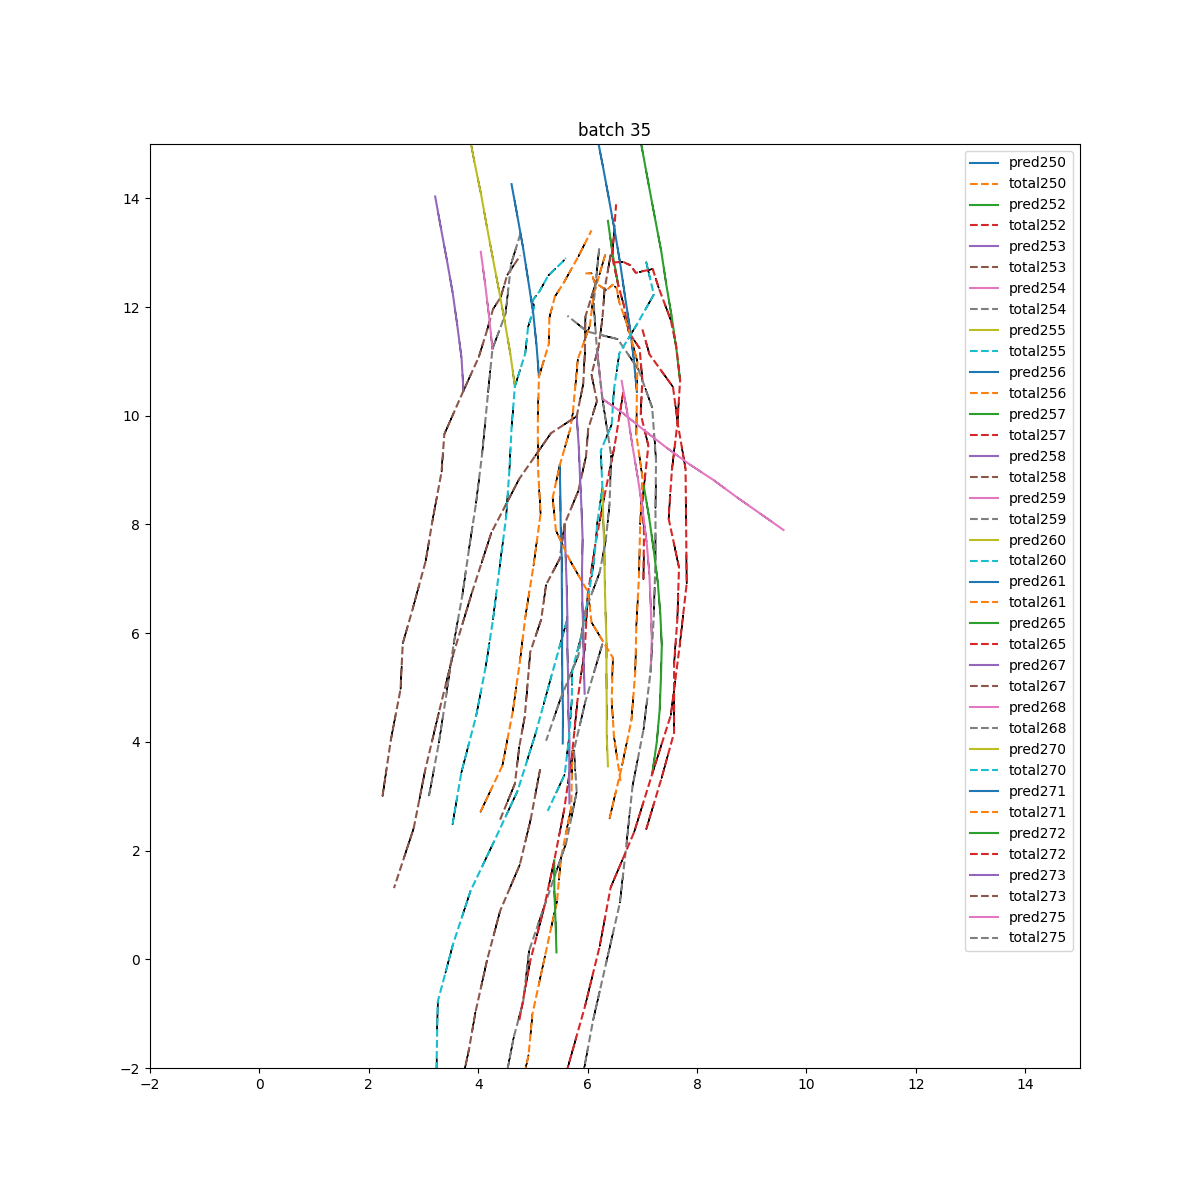 batch 35
14
12
10
8
6
4
2
0
−2
−2
0
2
4
6
8
10
12
14
pred250
total250
pred252
total252
pred253
total253
pred254
total254
pred255
total255
pred256
total256
pred257
total257
pred258
total258
pred259
total259
pred260
total260
pred261
total261
pred265
total265
pred267
total267
pred268
total268
pred270
total270
pred271
total271
pred272
total272
pred273
total273
pred275
total275